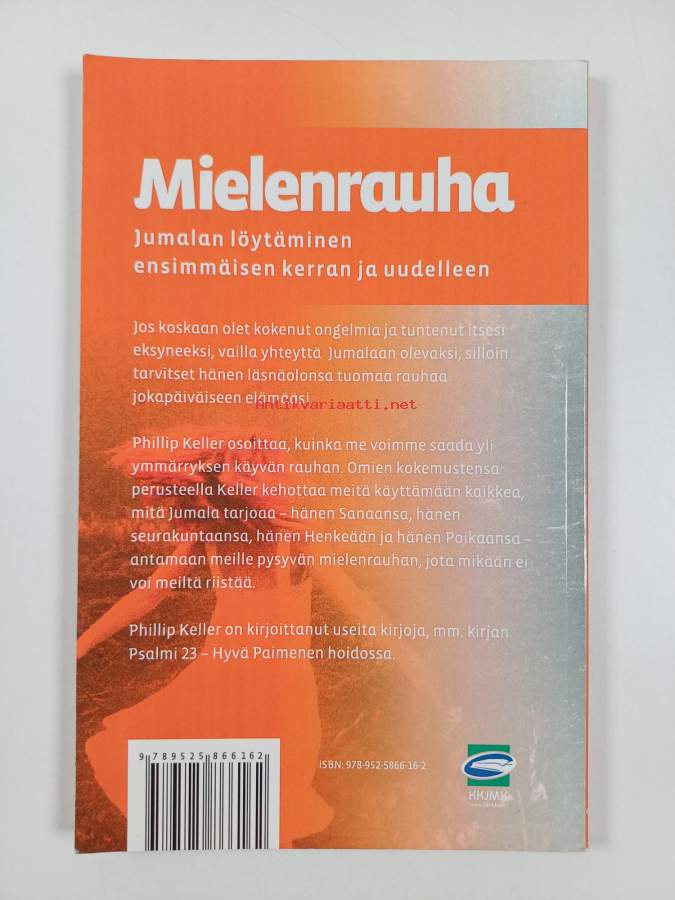 Mielenrauha
Jumalan löytäminen
ensimmäisen kerran ja uudelleen
Jos koskaan olet kokenut ongelmia ja tuntenut itsesi
eksyneeksi, vailla yhteyttä Jumalaan olevaksi, silloin
tarvitset hänen läsnäolonsa tuomaa rauhaa
jokapäiväiseen elämääsi.
antikvariaatti.net
Phillip Keller osoittaa, kuinka me voimme saada yli
ymmärryksen käyvän rauhan. Omien kokemustensa
perusteella Keller kehottaa meitä käyttämään kaikkea,
mitä Jumala tarjoaa – hänen Sanaansa, hänen
seurakuntaansa, hänen Henkeään ja hänen Poikaansa –
antamaan meille pysyvän mielenrauhan, jota mikään ei
voi meiltä riistää.
Phillip Keller on kirjoittanut useita kirjoja, mm. kirjan
Psalmi 23 – Hyvä Paimenen hoidossa.
9 789525 866162
ISBN: 978-952-5866-16-2
KKJMK